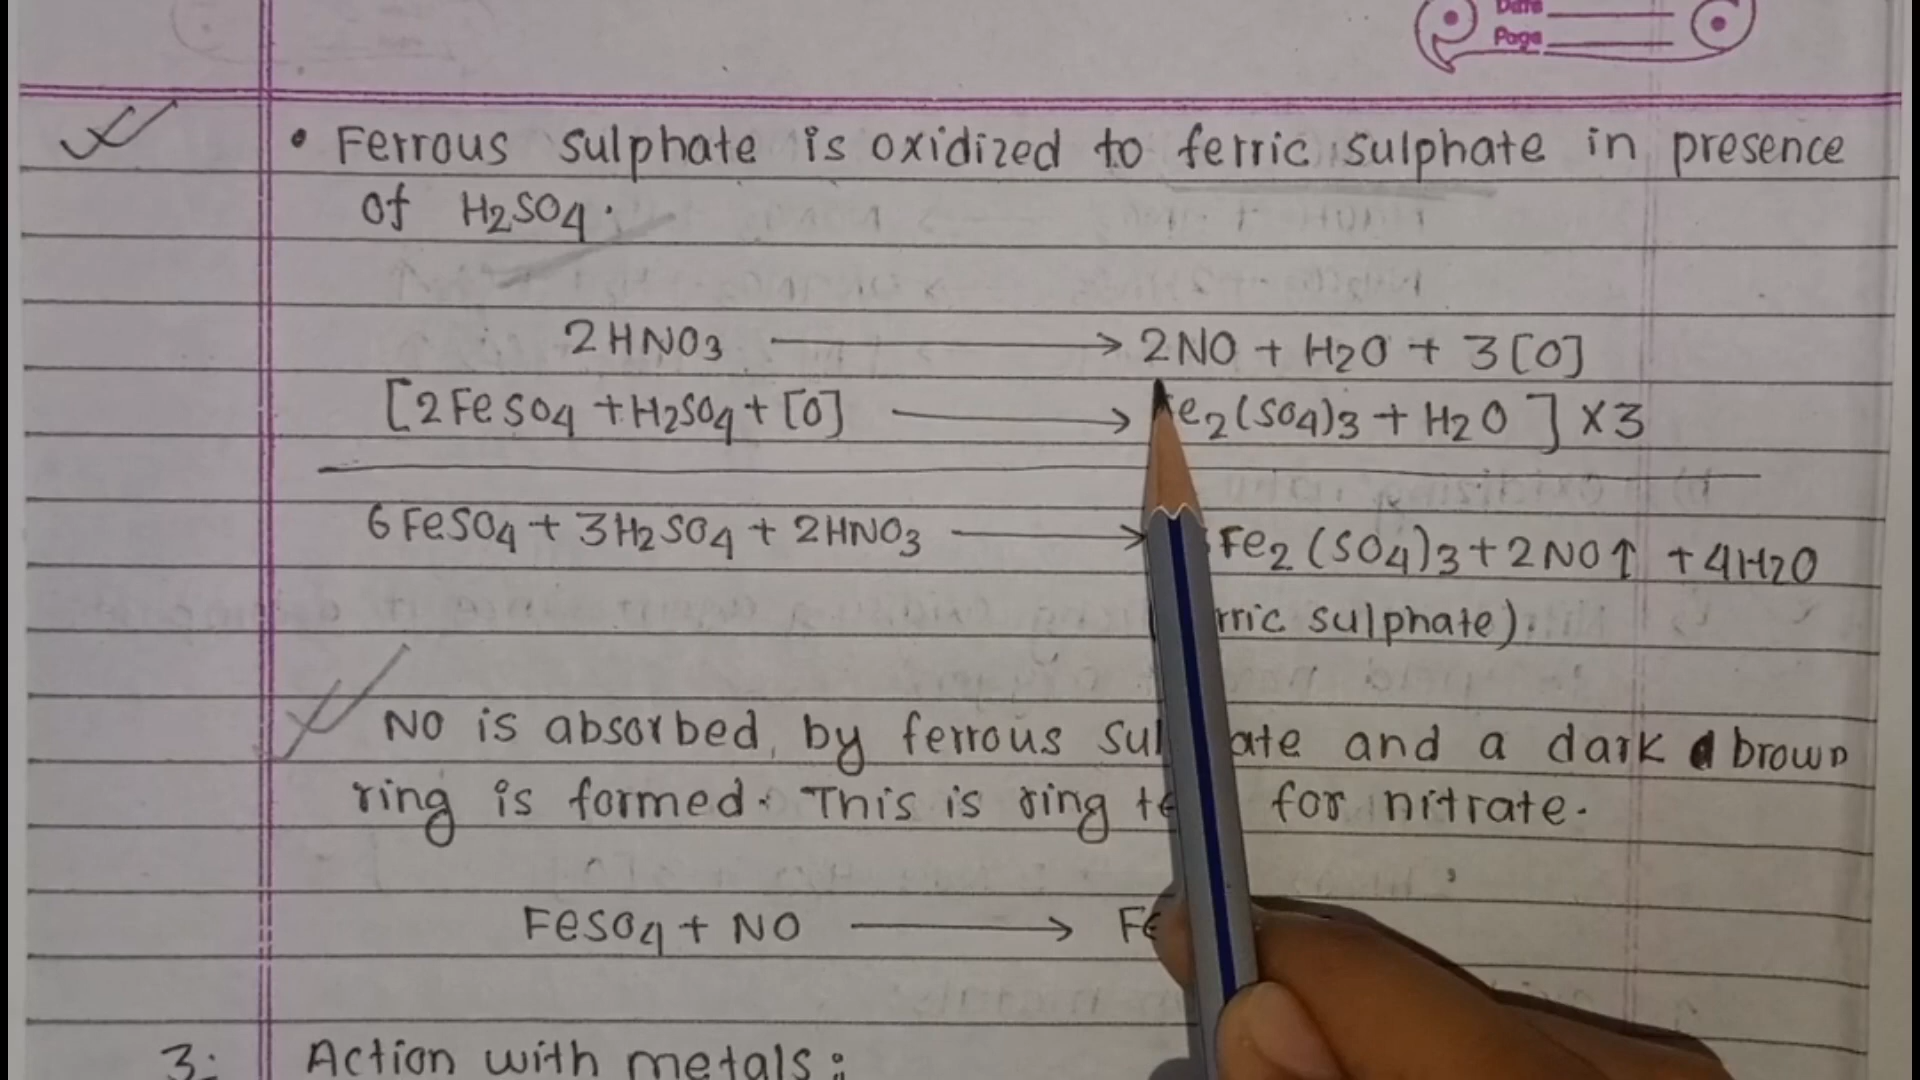 Date
Page
• Ferrous sulphate is oxidized to ferric sulphate in presence
of H2SO4.
2HNO3 → 2NO + H2O + 3[O]
[2FeSO4 + H2SO4 + [O] → e2(SO4)3 + H2O ] × 3
6FeSO4 + 3H2SO4 + 2HNO3 → Fe2(SO4)3 + 2NO↑ + 4H2O
rric sulphate).
NO is absorbed by ferrous sul ate and a dark brown
ring is formed. This is ring te for nitrate.
FeSO4 + NO → Fe
3: Action with metals: